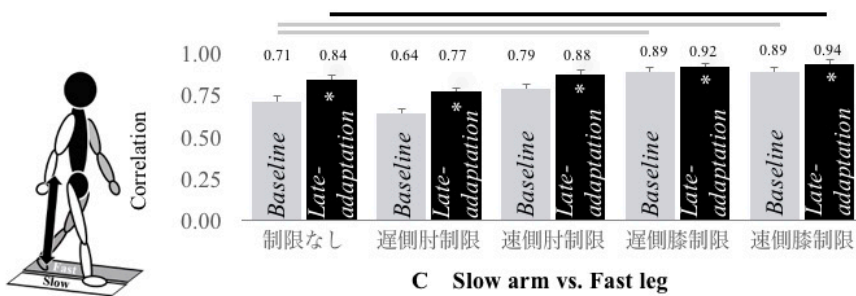 0.71 0.84 0.64 0.77 0.79 0.88 0.89 0.92 0.89 0.94
Correlation
1.00
0.75
0.50
0.25
0.00
Baseline
Late-adaptation
*
Baseline
Late-adaptation
*
Baseline
Late-adaptation
*
Baseline
Late-adaptation
*
Baseline
Late-adaptation
*
制限なし 遅側肘制限 速側肘制限 遅側膝制限 速側膝制限
Fast
Slow
C Slow arm vs. Fast leg